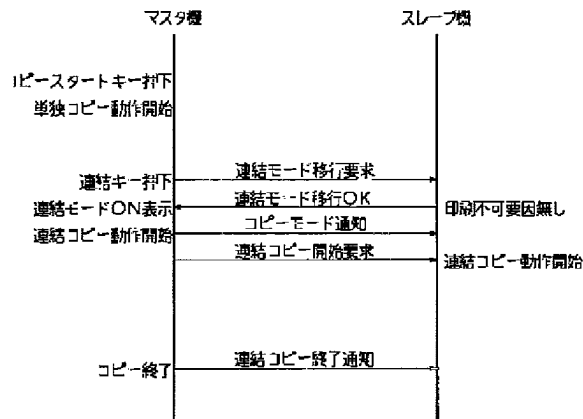 マスタ機 スレーブ機
コピースタートキー押下
単独コピー動作開始
連結モード移行要求
連結キー押下
連結モード移行OK
連結モードON表示 印刷不可要因無し
コピーモード通知
連結コピー動作開始
連結コピー開始要求
連結コピー動作開始
連結コピー終了通知
コピー終了